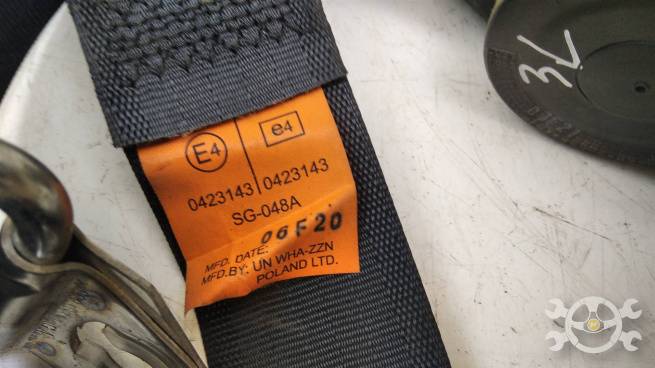 E4
e4
0423143 0423143
SG-048A
MFD. DATE: 06F20
MFD.BY: UN WHA-ZZN
POLAND LTD.
3L